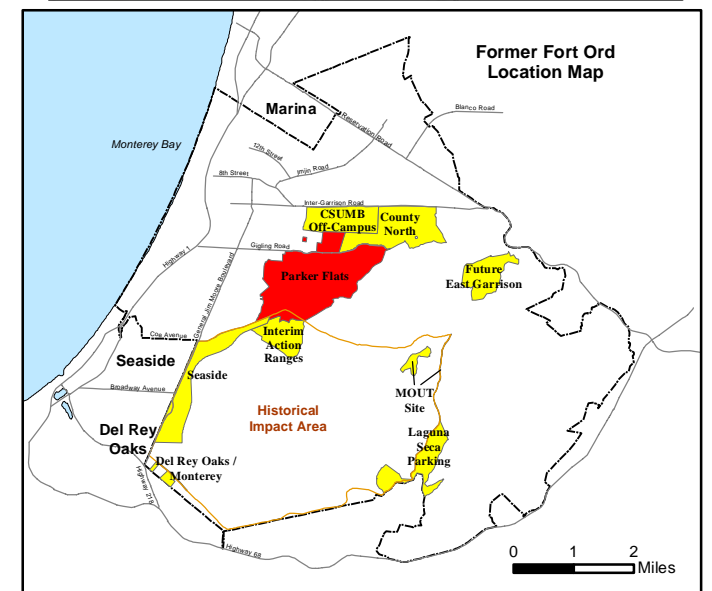 Former Fort Ord
Location Map
Marina
Blanco Road
Reservation Road
Monterey Bay
12th Street
Imjin Road
8th Street
Inter-Garrison Road
CSUMB
Off-Campus
County
North
Gigling Road
Highway 1
Parker Flats
Future
East Garrison
General Jim Moore Boulevard
Coe Avenue
Interim
Action
Ranges
Seaside
Seaside
Broadway Avenue
MOUT
Site
Historical
Impact Area
Del Rey
Oaks
Laguna
Seca
Parking
Del Rey Oaks /
Monterey
Highway 218
Highway 68
0 1 2
Miles